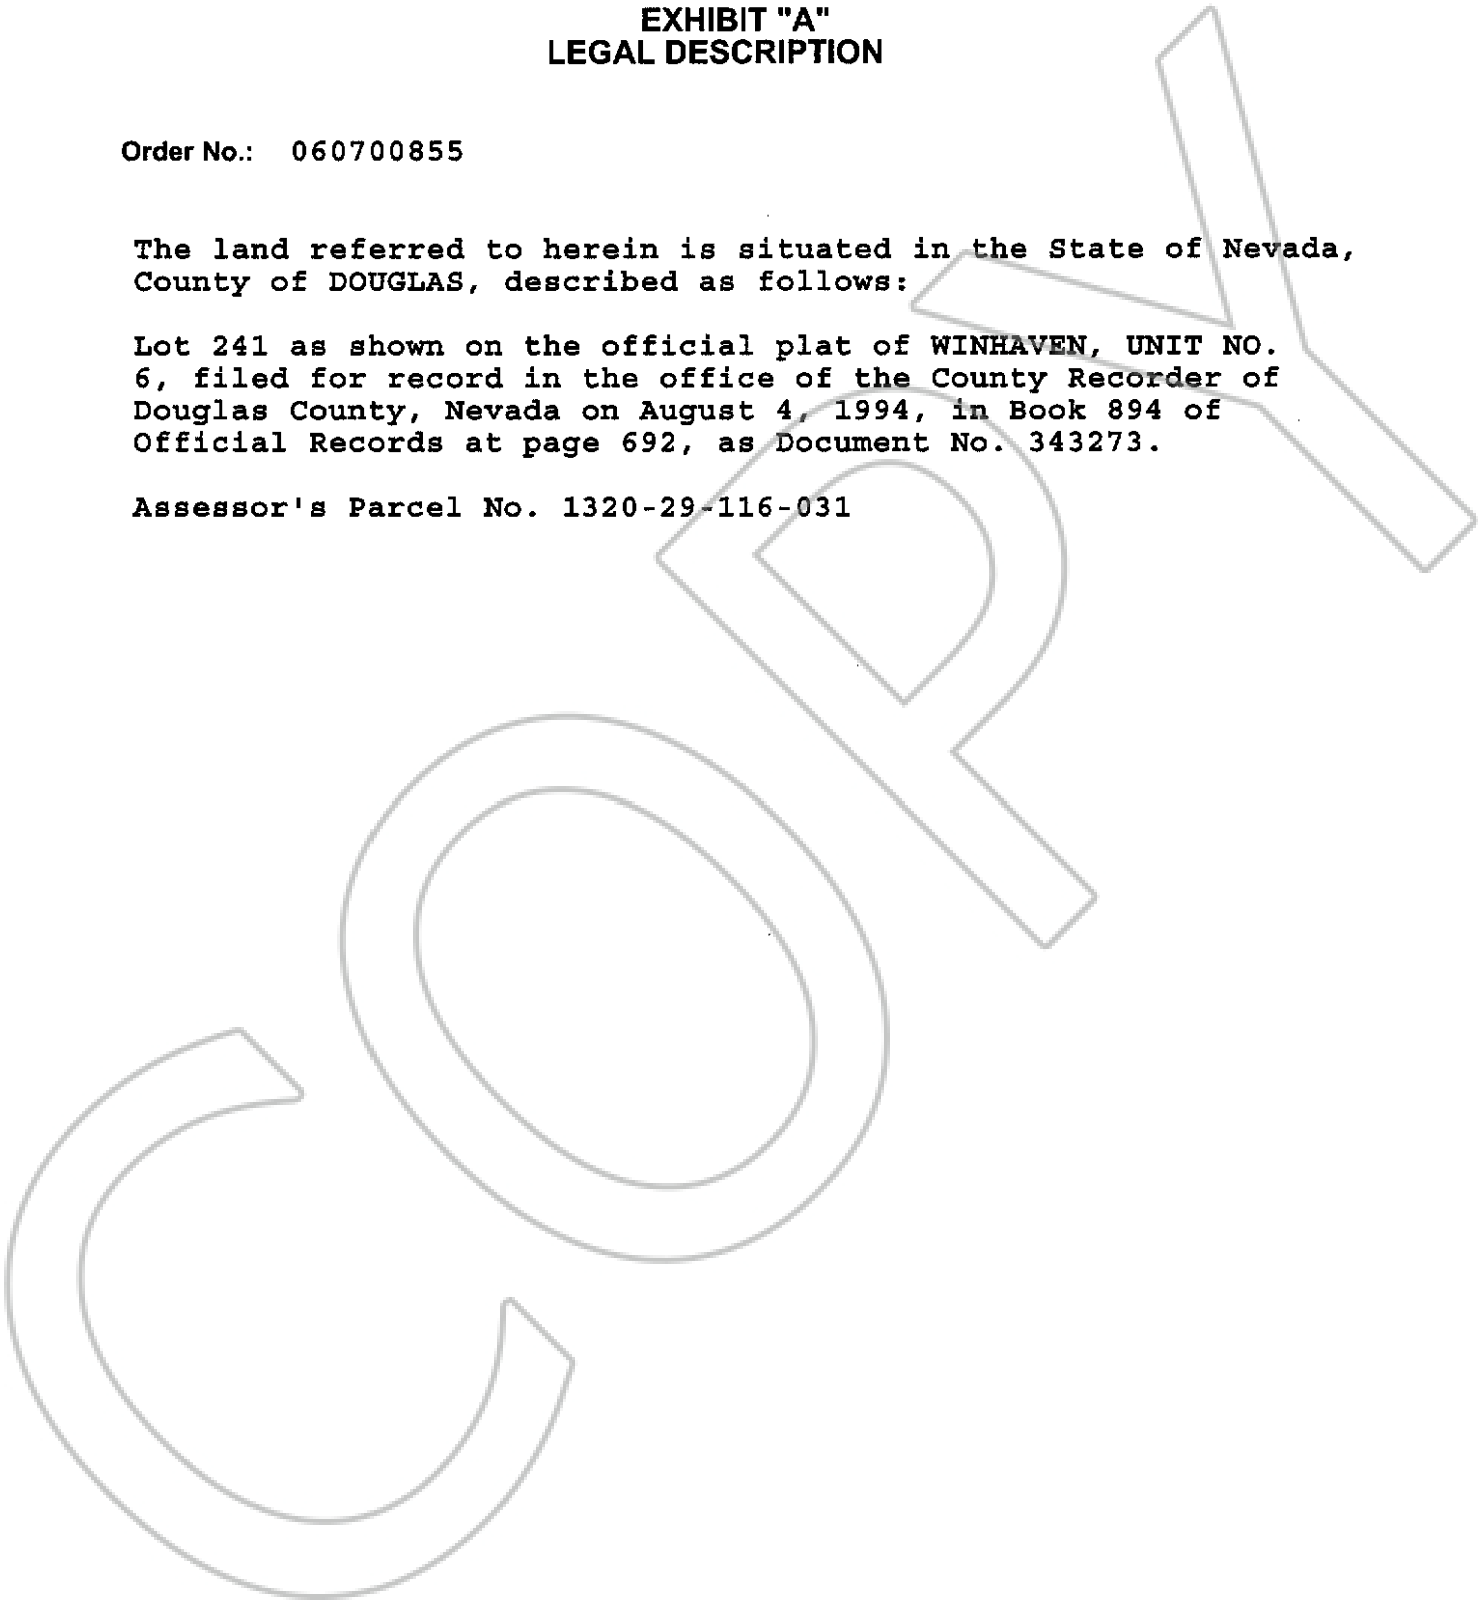 EXHIBIT "A"
LEGAL DESCRIPTION
Order No.: 060700855
The land referred to herein is situated in the State of Nevada,
County of DOUGLAS, described as follows:
Lot 241 as shown on the official plat of WINHAVEN, UNIT NO.
6, filed for record in the office of the County Recorder of
Douglas County, Nevada on August 4, 1994, in Book 894 of
Official Records at page 692, as Document No. 343273.
Assessor's Parcel No. 1320-29-116-031
COPY